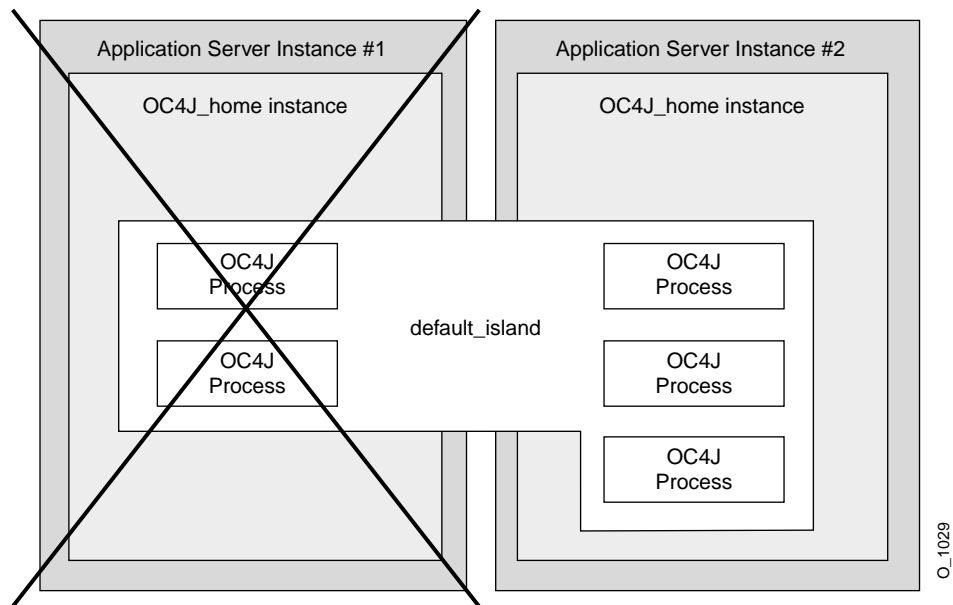 Application Server Instance #1
OC4J_home instance
OC4J
Process
OC4J
Process
default_island
Application Server Instance #2
OC4J_home instance
OC4J
Process
OC4J
Process
OC4J
Process
O_1029